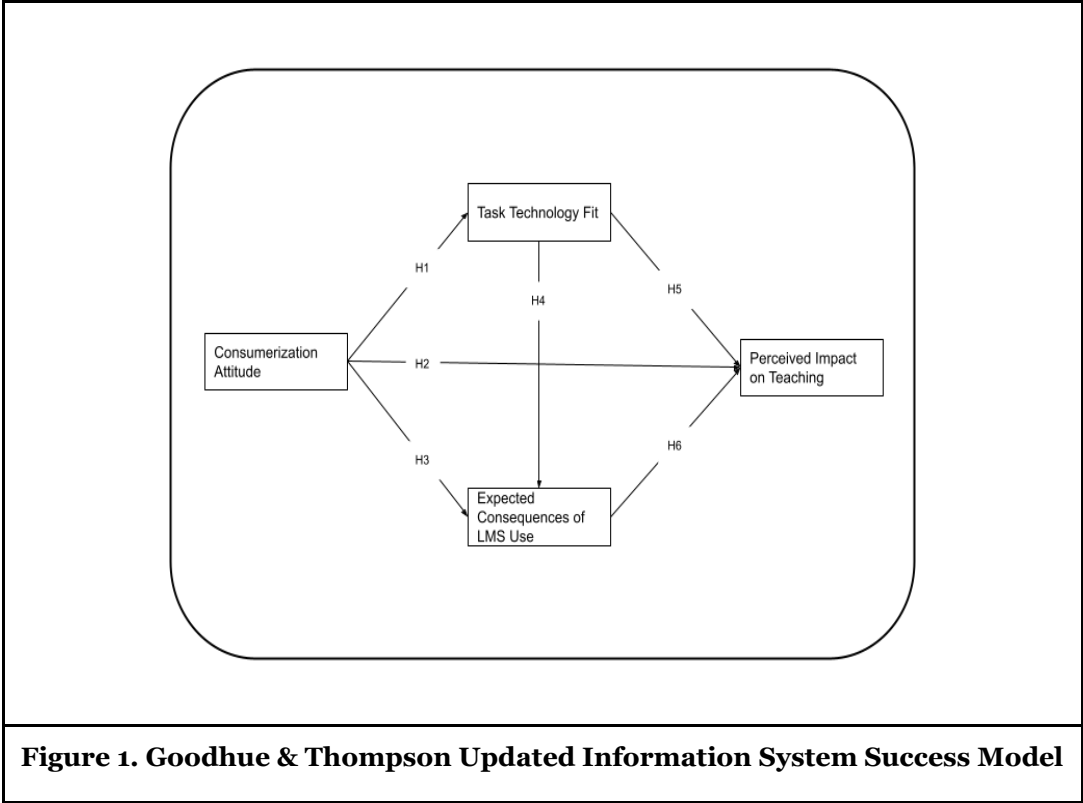 Task Technology Fit
H1
H4
H5
Consumerization
Attitude
H2
Perceived Impact
on Teaching
H3
H6
Expected
Consequences of
LMS Use
Figure 1. Goodhue & Thompson Updated Information System Success Model